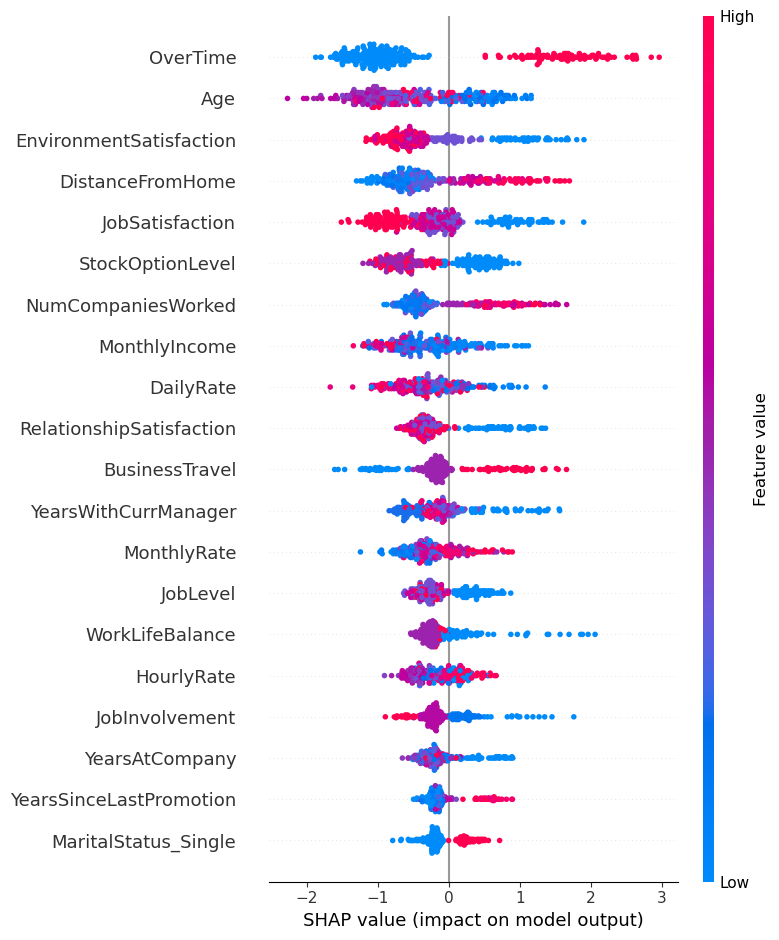 High
OverTime
Age
EnvironmentSatisfaction
DistanceFromHome
JobSatisfaction
StockOptionLevel
NumCompaniesWorked
MonthlyIncome
DailyRate
RelationshipSatisfaction
BusinessTravel
YearsWithCurrManager
MonthlyRate
JobLevel
WorkLifeBalance
HourlyRate
JobInvolvement
YearsAtCompany
YearsSinceLastPromotion
MaritalStatus_Single
Feature value
Low
−2 −1 0 1 2 3
SHAP value (impact on model output)